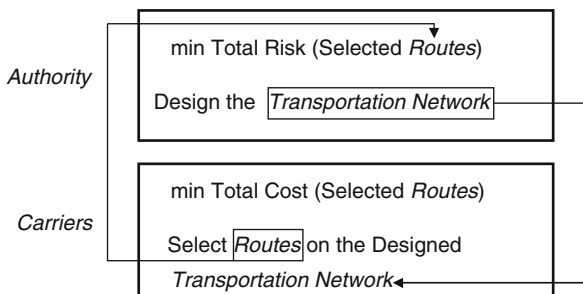 min Total Risk (Selected Routes)
Authority
Design the Transportation Network
min Total Cost (Selected Routes)
Carriers
Select Routes on the Designed
Transportation Network